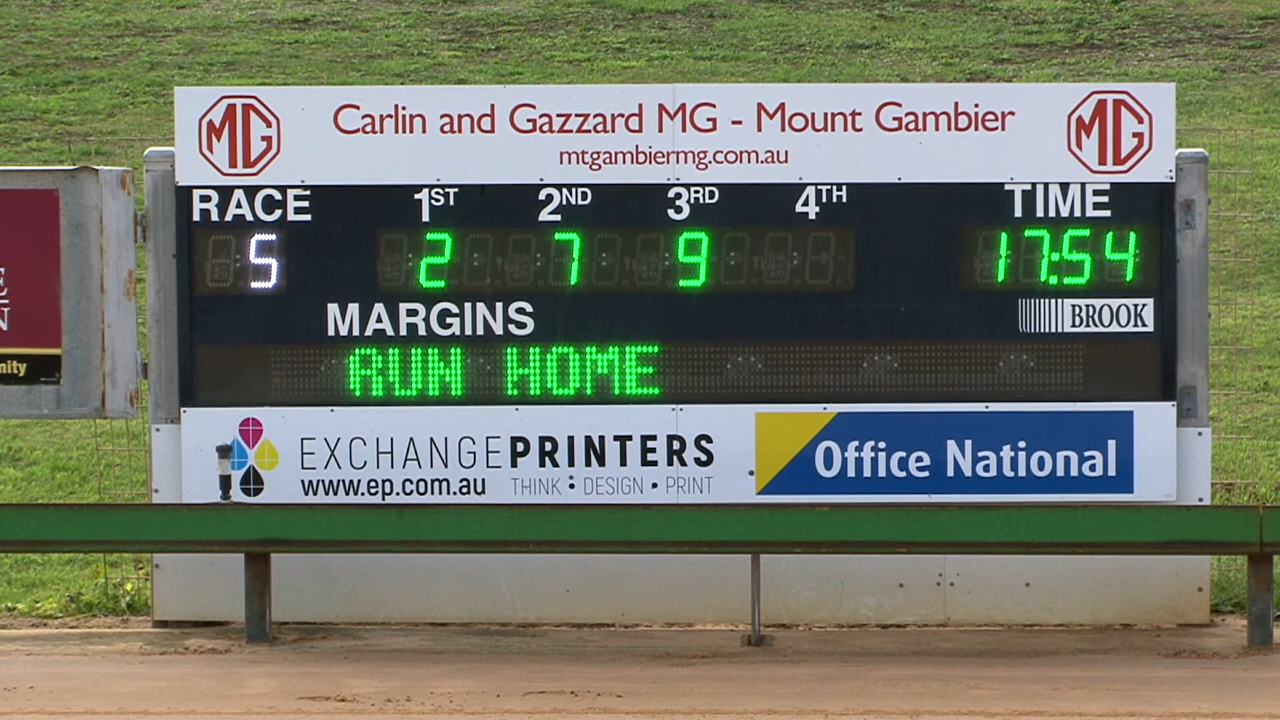 MG Carlin and Gazzard MG - Mount Gambier MG
mtgambiermg.com.au
RACE 1ST 2ND 3RD 4TH TIME
5 2 7 9 17:54
MARGINS BROOK
RUN HOME
EXCHANGEPRINTERS
www.ep.com.au THINK • DESIGN • PRINT
Office National